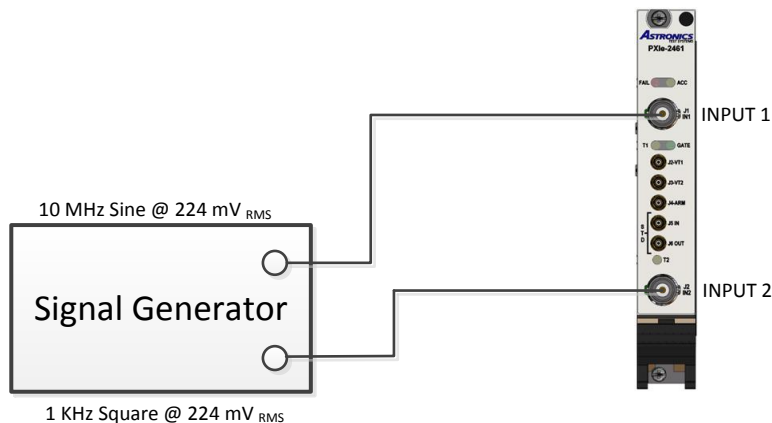 ASTRONICS
TEST SYSTEMS
PXIe-2461
FAIL ACC
J1
IN1
INPUT 1
T1 GATE
J2-VT1
J3-VT2
J4-ARM
S
T
D
J5 IN
J6 OUT
T2
IN2
INPUT 2
10 MHz Sine @ 224 mV RMS
Signal Generator
1 KHz Square @ 224 mV RMS